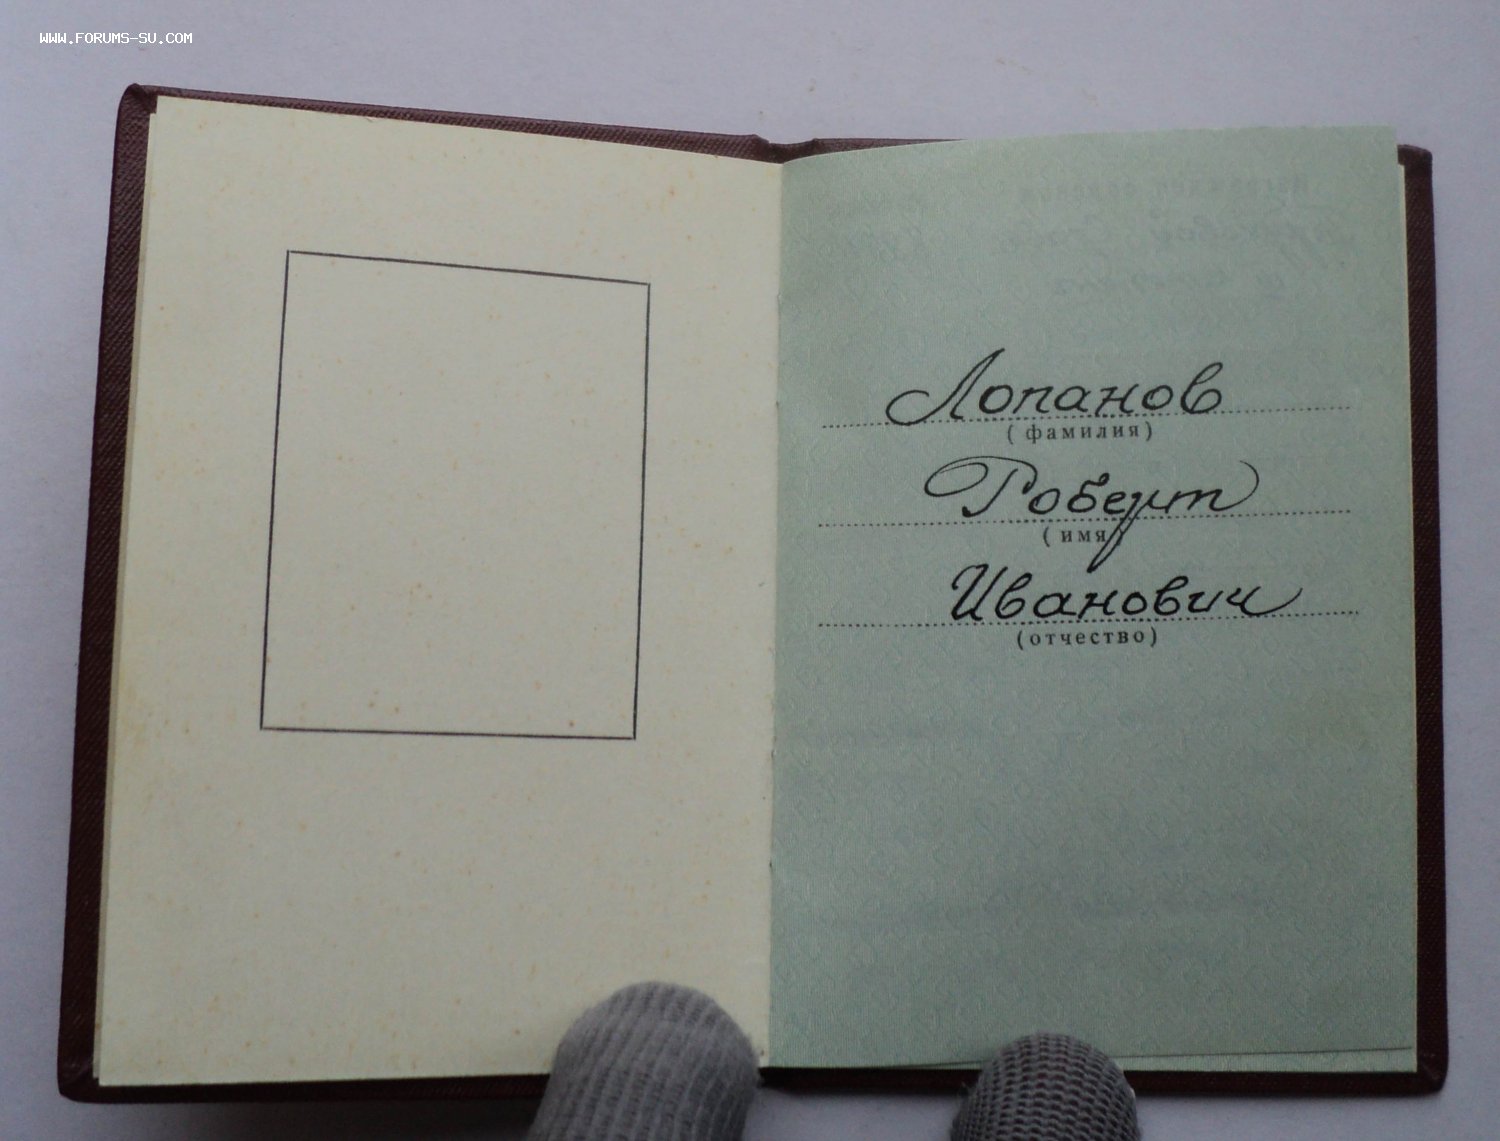 www.forums-su.com
Лопанов
(фамилия)
Роберт
(имя)
Иванович
(отчество)